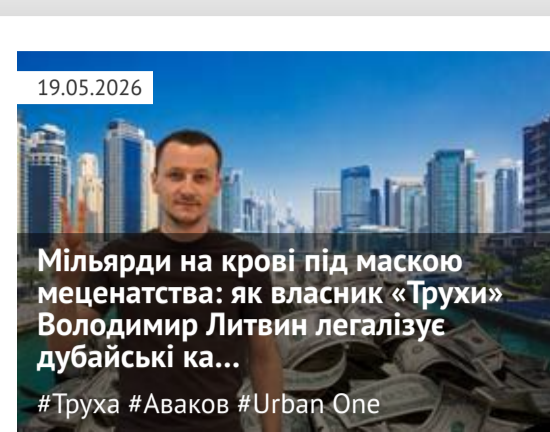 19.05.2026
Мільярди на крові під маскою
меценатства: як власник «Трухи»
Володимир Литвин легалізує
дубайські ка...
#Труха #Аваков #Urban One